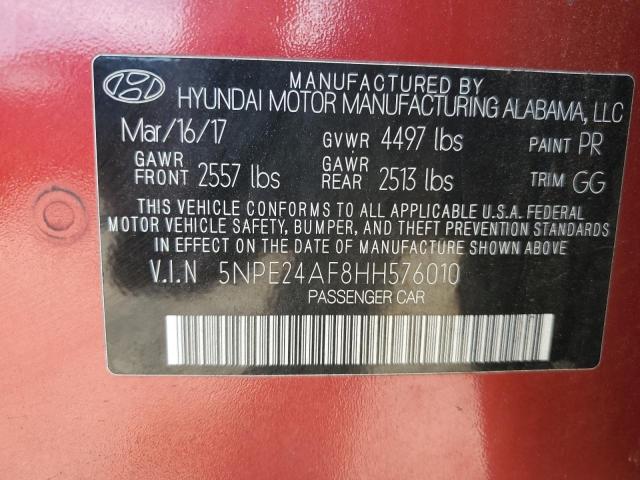 MANUFACTURED BY
HYUNDAI MOTOR MANUFACTURING ALABAMA, LLC
Mar/16/17 GVWR 4497 lbs PAINT PR
GAWR FRONT 2557 lbs GAWR REAR 2513 lbs TRIM GG
THIS VEHICLE CONFORMS TO ALL APPLICABLE U.S.A. FEDERAL
MOTOR VEHICLE SAFETY, BUMPER, AND THEFT PREVENTION STANDARDS
IN EFFECT ON THE DATE OF MANUFACTURE SHOWN ABOVE
V.I.N 5NPE24AF8HH576010
PASSENGER CAR